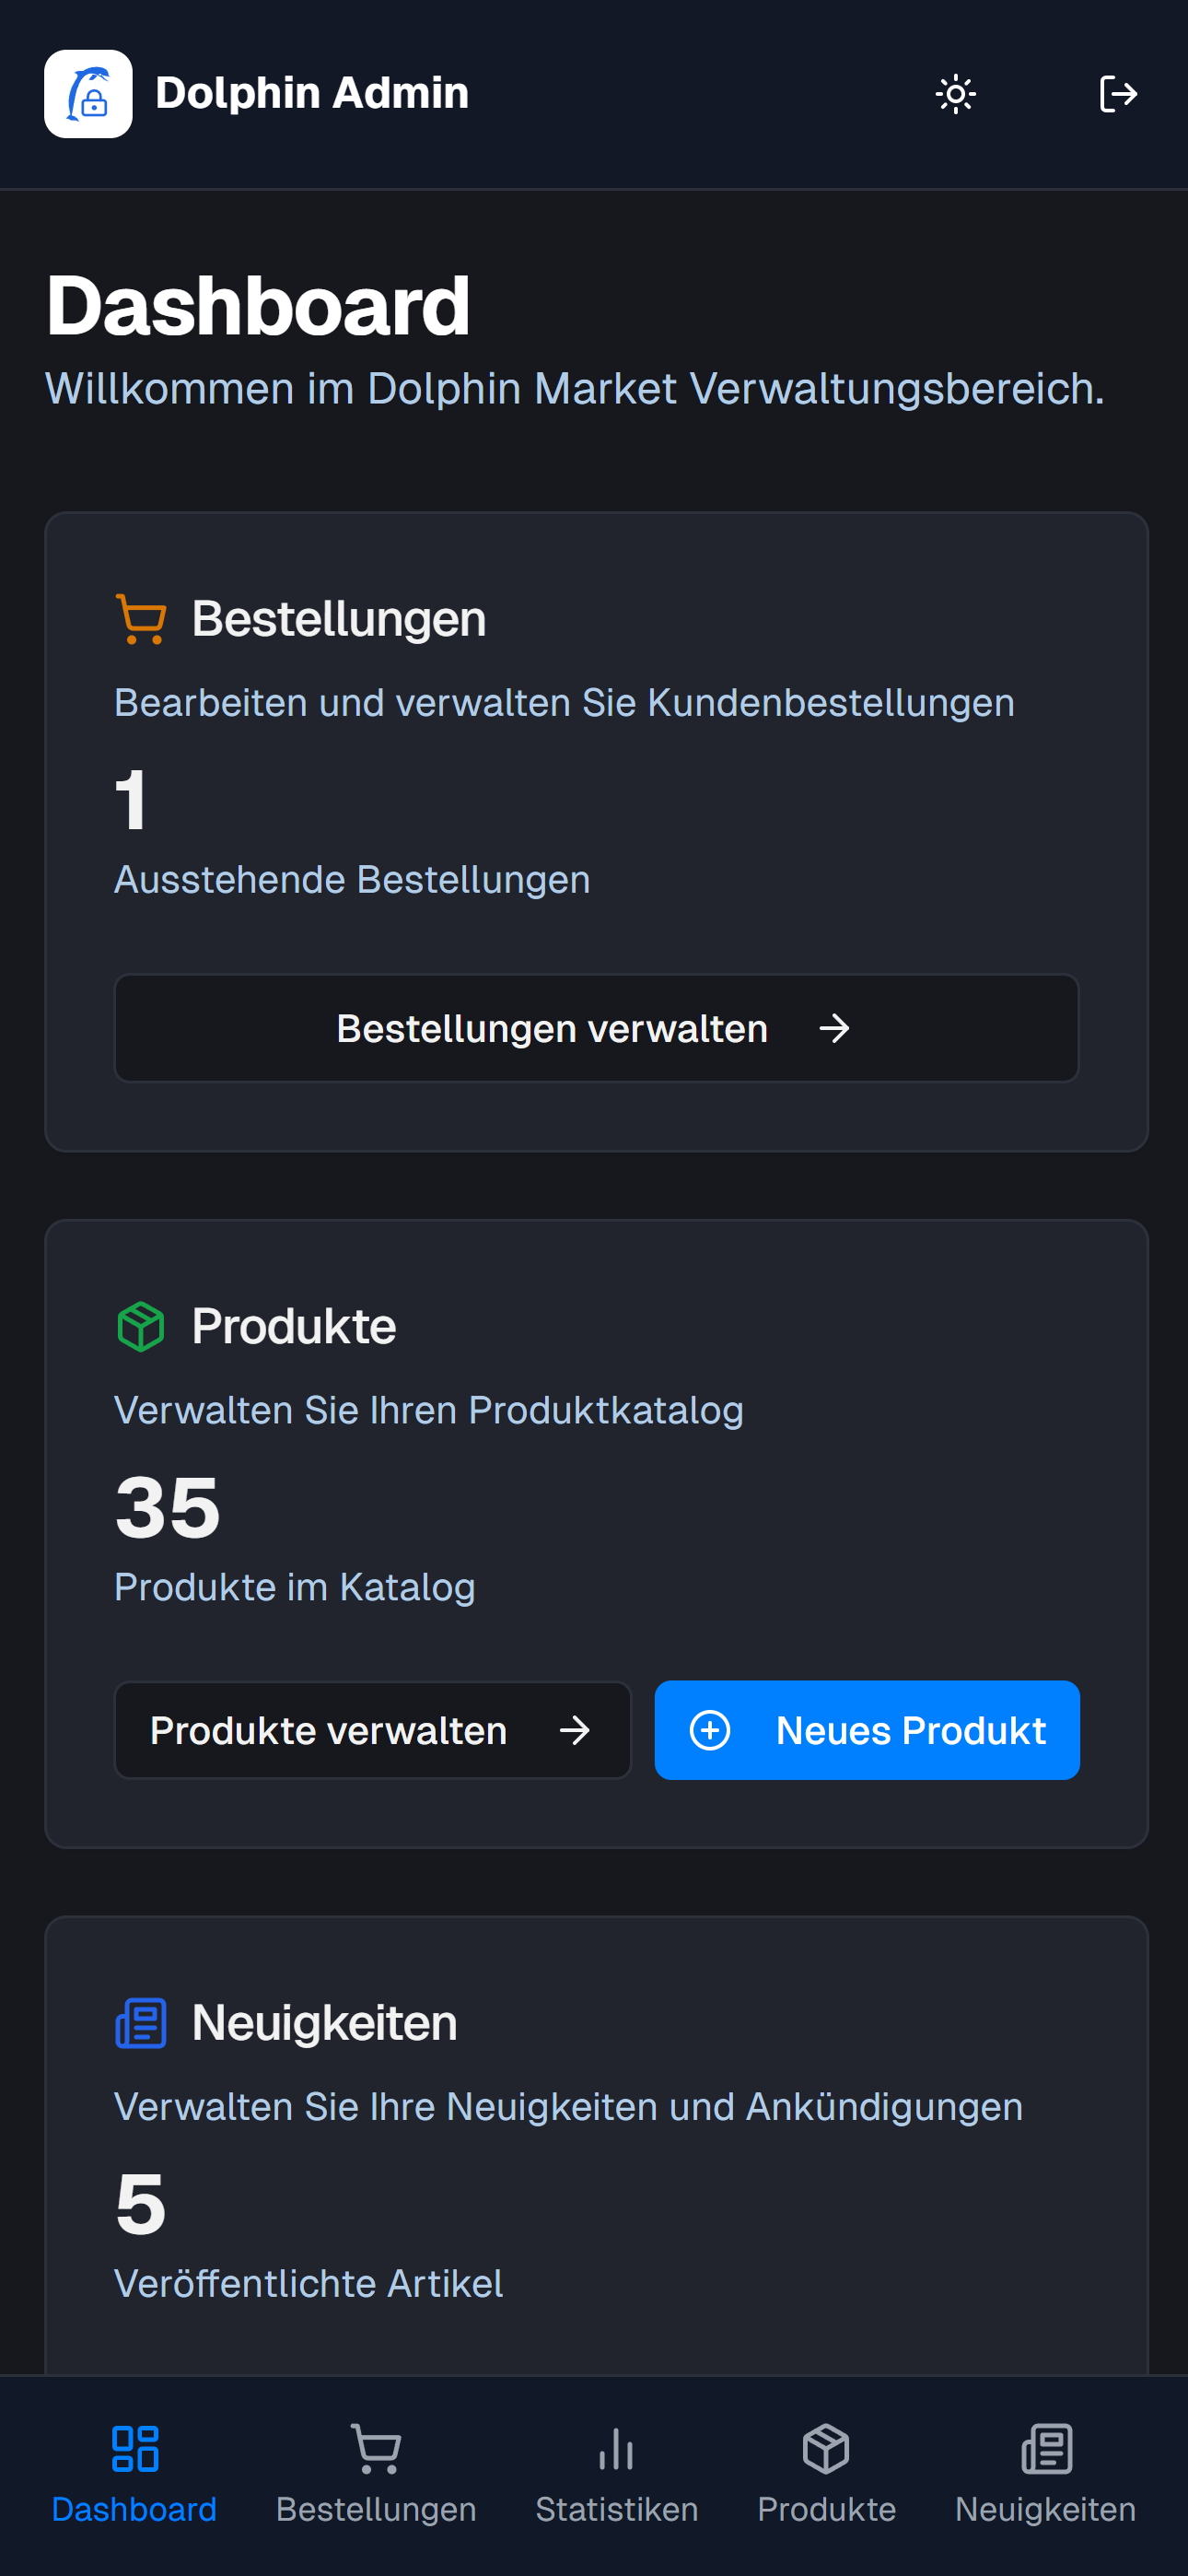 Dolphin Admin
Dashboard
Willkommen im Dolphin Market Verwaltungsbereich.
Bestellungen
Bearbeiten und verwalten Sie Kundenbestellungen
1
Ausstehende Bestellungen
Bestellungen verwalten
Produkte
Verwalten Sie Ihren Produktkatalog
35
Produkte im Katalog
Produkte verwalten
Neues Produkt
Neuigkeiten
Verwalten Sie Ihre Neuigkeiten und Ankündigungen
5
Veröffentlichte Artikel
Dashboard
Bestellungen
Statistiken
Produkte
Neuigkeiten